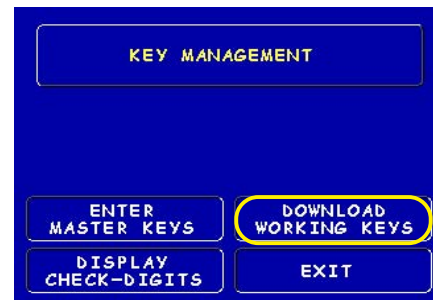 KEY MANAGEMENT
ENTER
MASTER KEYS
DOWNLOAD
WORKING KEYS
DISPLAY
CHECK-DIGITS
EXIT